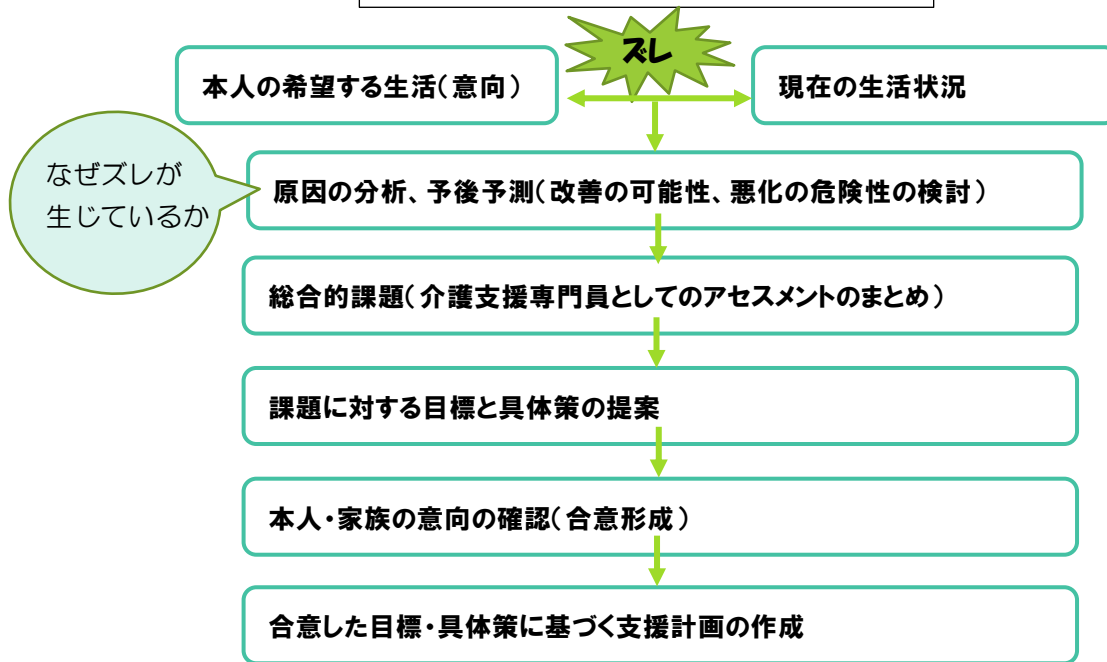 ズレ
本人の希望する生活(意向)
現在の生活状況
なぜズレが
生じているか
原因の分析、予後予測(改善の可能性、悪化の危険性の検討)
総合的課題(介護支援専門員としてのアセスメントのまとめ)
課題に対する目標と具体策の提案
本人・家族の意向の確認(合意形成)
合意した目標・具体策に基づく支援計画の作成